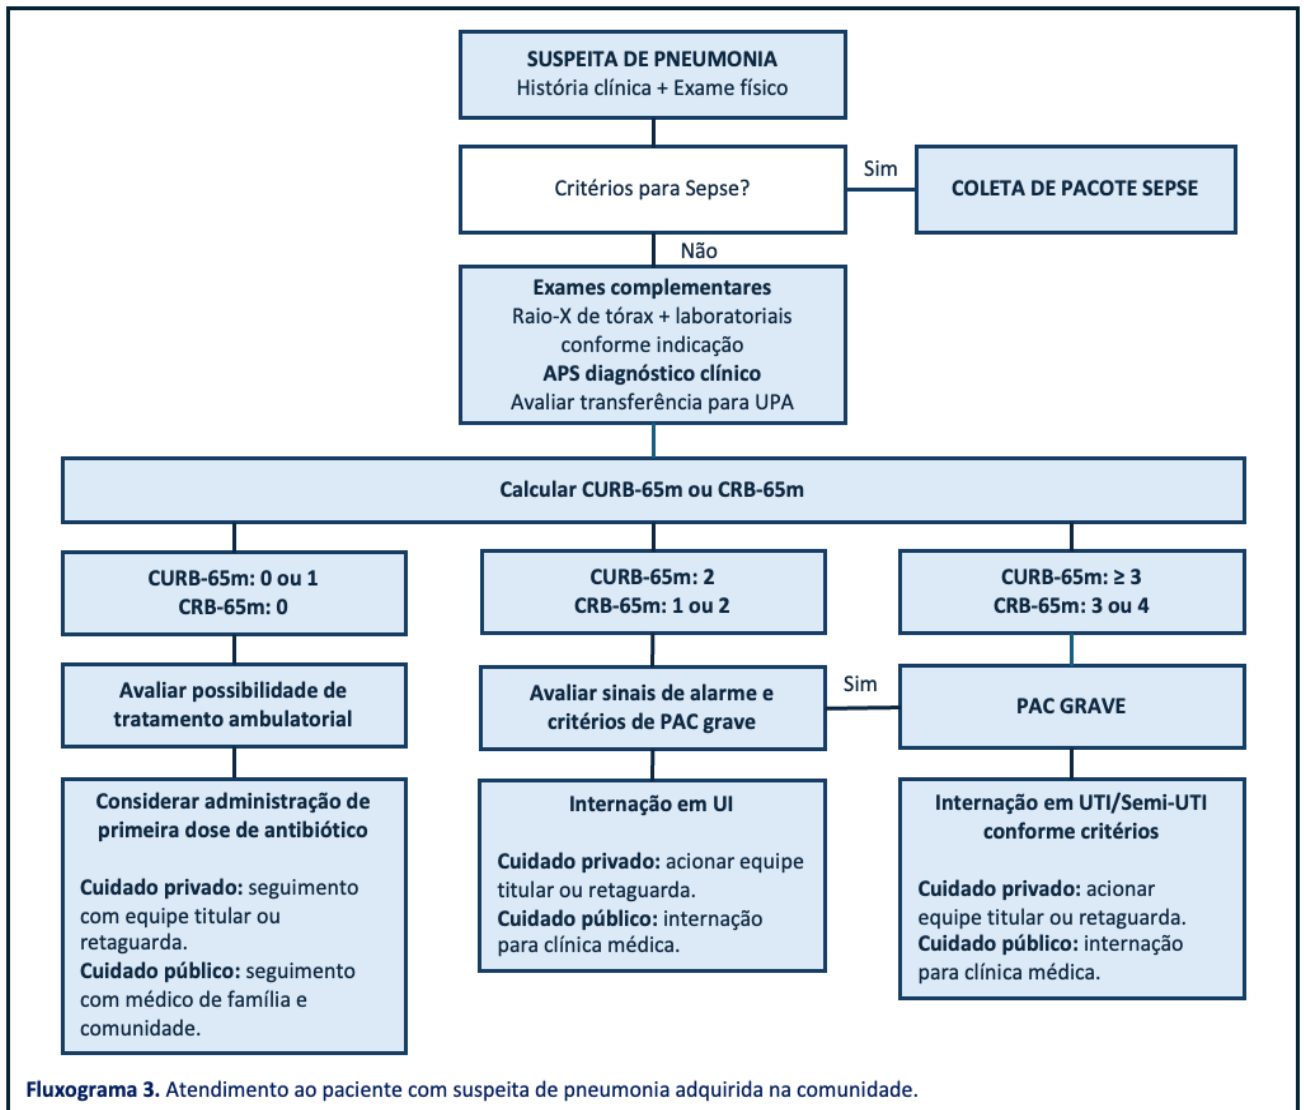 SUSPEITA DE PNEUMONIA
História clínica + Exame físico
Critérios para Sepse?
Sim
COLETA DE PACOTE SEPSE
Não
Exames complementares
Raio-X de tórax + laboratoriais
conforme indicação
APS diagnóstico clínico
Avaliar transferência para UPA
Calcular CURB-65m ou CRB-65m
CURB-65m: 0 ou 1
CRB-65m: 0
Avaliar possibilidade de
tratamento ambulatorial
Considerar administração de
primeira dose de antibiótico
Cuidado privado: seguimento
com equipe titular ou
retaguarda.
Cuidado público: seguimento
com médico de família e
comunidade.
CURB-65m: 2
CRB-65m: 1 ou 2
Avaliar sinais de alarme e
critérios de PAC grave
Sim
Internação em UI
Cuidado privado: acionar equipe
titular ou retaguarda.
Cuidado público: internação
para clínica médica.
CURB-65m: ≥ 3
CRB-65m: 3 ou 4
PAC GRAVE
Internação em UTI/Semi-UTI
conforme critérios
Cuidado privado: acionar
equipe titular ou retaguarda.
Cuidado público: internação
para clínica médica.
Fluxograma 3. Atendimento ao paciente com suspeita de pneumonia adquirida na comunidade.